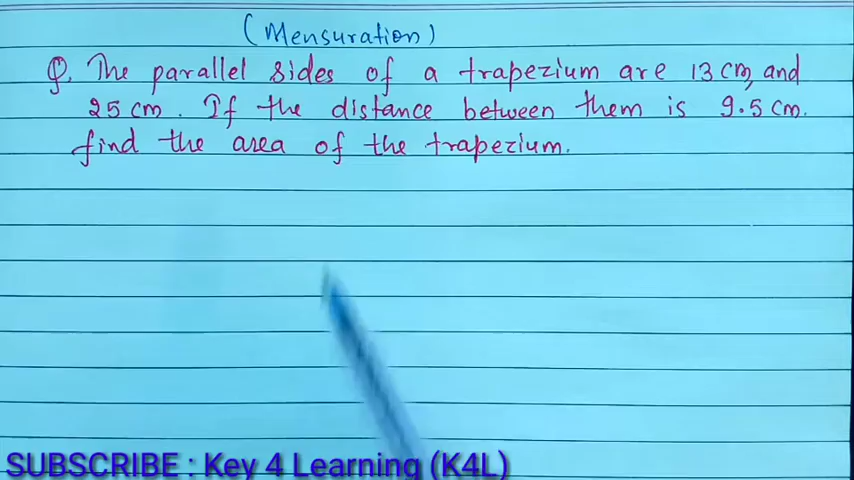 (Mensuration)
Q. The parallel sides of a trapezium are 13 cm, and
25 cm. If the distance between them is 9.5 cm.
find the area of the trapezium.
SUBSCRIBE : Key 4 Learning (K4L)